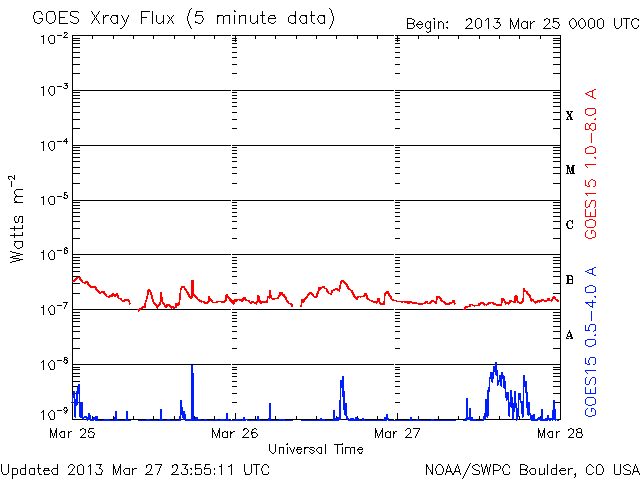 GOES Xray Flux (5 minute data)
Begin: 2013 Mar 25 0000 UTC
10⁻²
10⁻³
10⁻⁴
10⁻⁵
10⁻⁶
10⁻⁷
10⁻⁸
10⁻⁹
Watts m⁻²
X
M
C
B
A
GOES15 1.0–8.0 A
GOES15 0.5–4.0 A
Mar 25
Mar 26
Mar 27
Mar 28
Universal Time
Updated 2013 Mar 27 23:55:11 UTC
NOAA/SWPC Boulder, CO USA